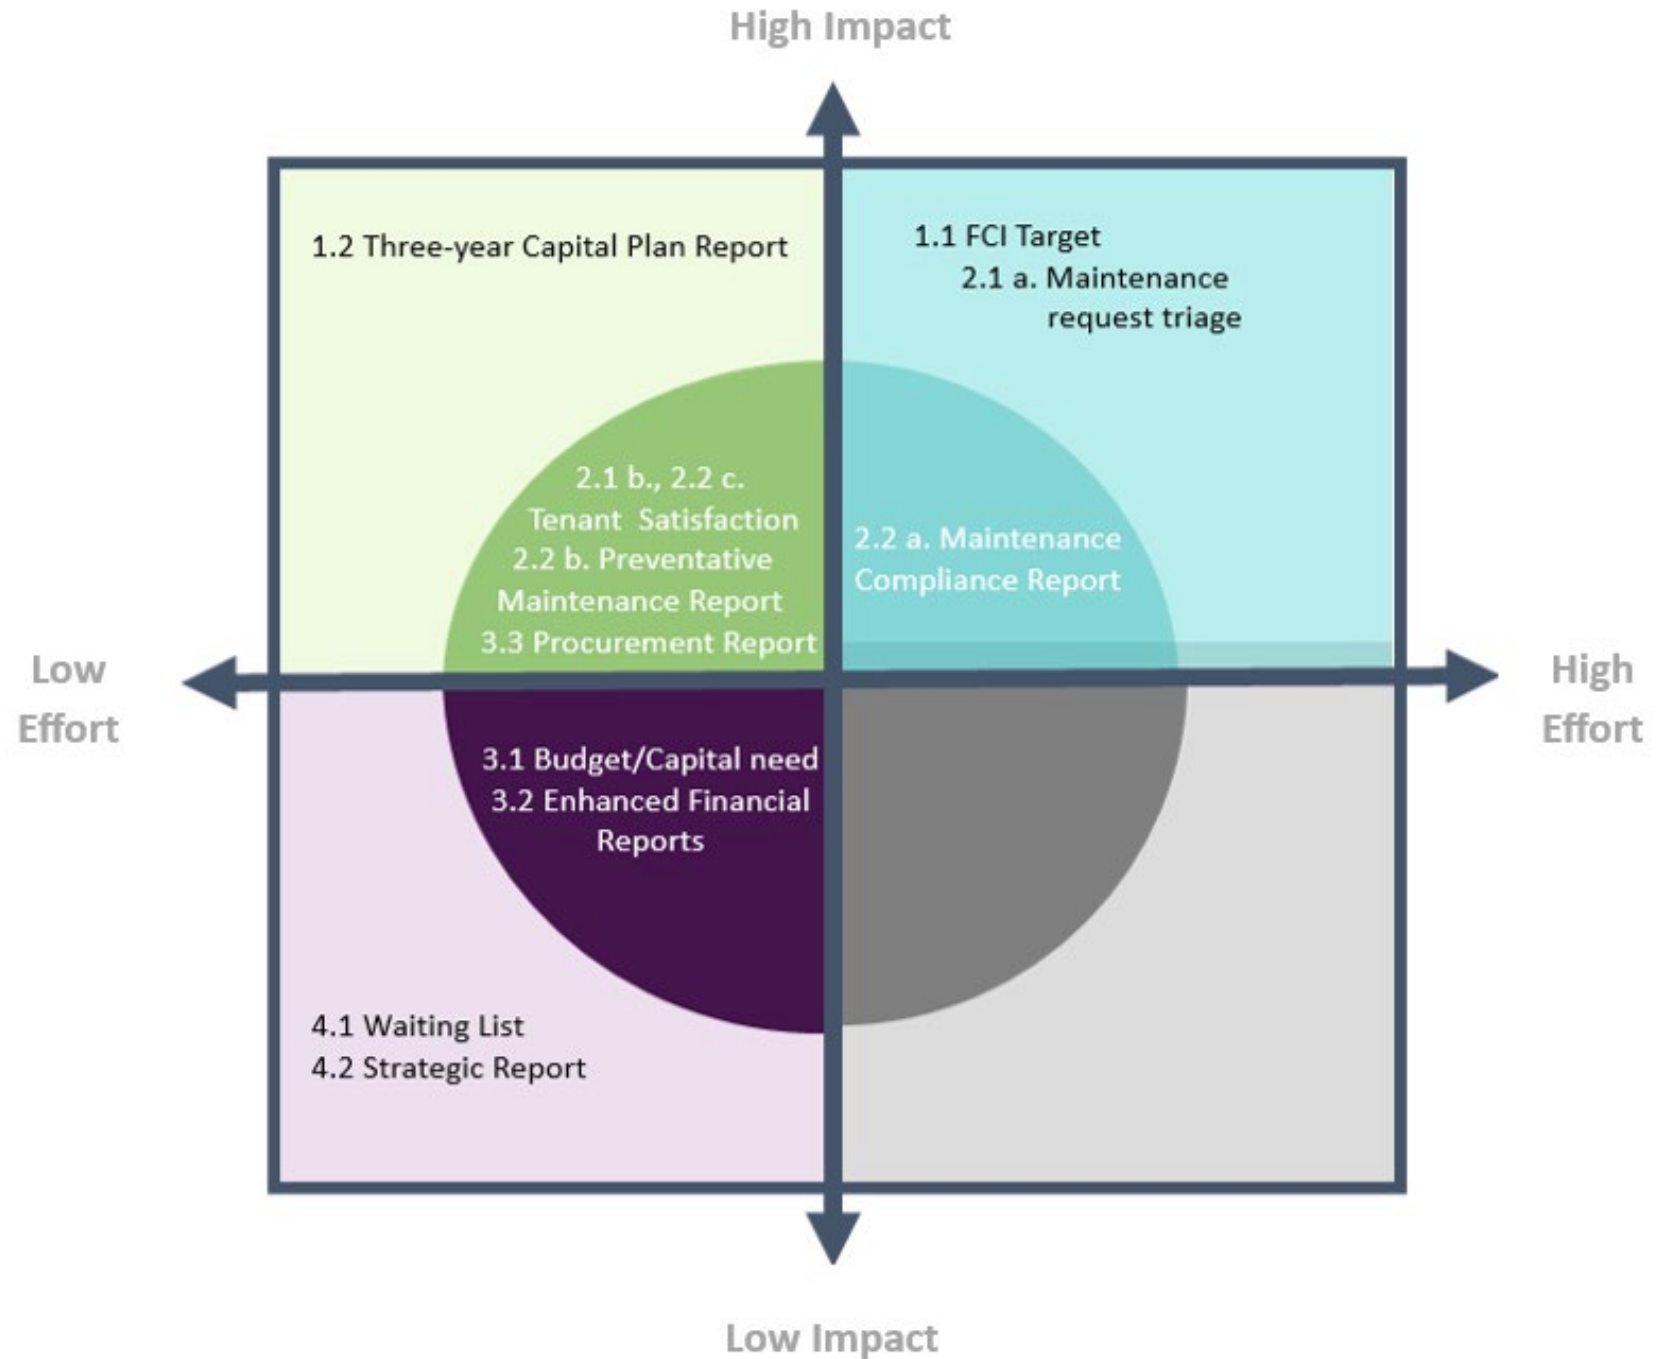 High Impact
1.2 Three-year Capital Plan Report
1.1 FCI Target
2.1 a. Maintenance
request triage
2.1 b., 2.2 c.
Tenant  Satisfaction
2.2 b. Preventative
Maintenance Report
3.3 Procurement Report
2.2 a. Maintenance
Compliance Report
Low
Effort
High
Effort
3.1 Budget/Capital need
3.2 Enhanced Financial
Reports
4.1 Waiting List
4.2 Strategic Report
Low Impact